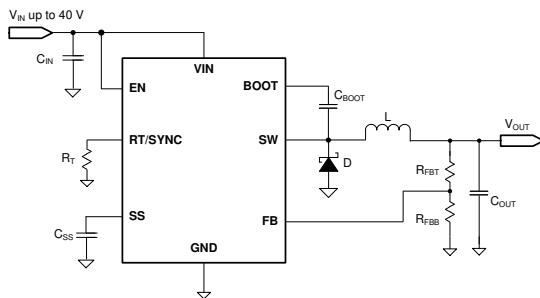 V_IN up to 40 V
C_IN
VIN
EN
BOOT
C_BOOT
L
V_OUT
RT/SYNC
SW
R_T
D
R_FBT
C_OUT
SS
FB
R_FBB
C_SS
GND